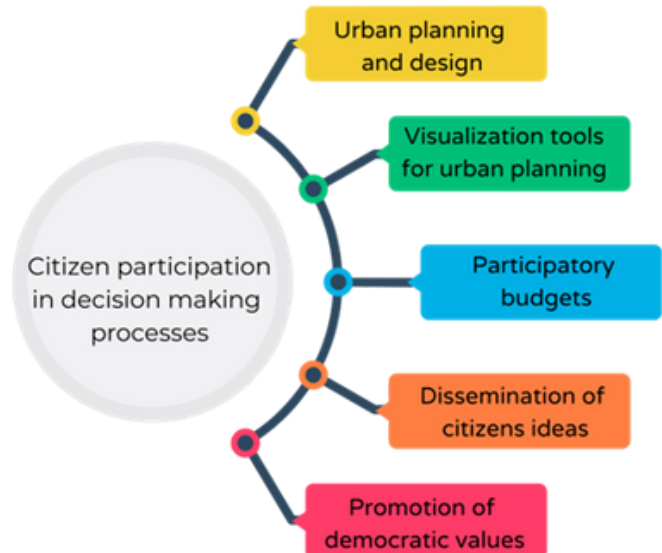 Urban planning
and design
Visualization tools
for urban planning
Citizen participation
in decision making
processes
Participatory
budgets
Dissemination of
citizens ideas
Promotion of
democratic values